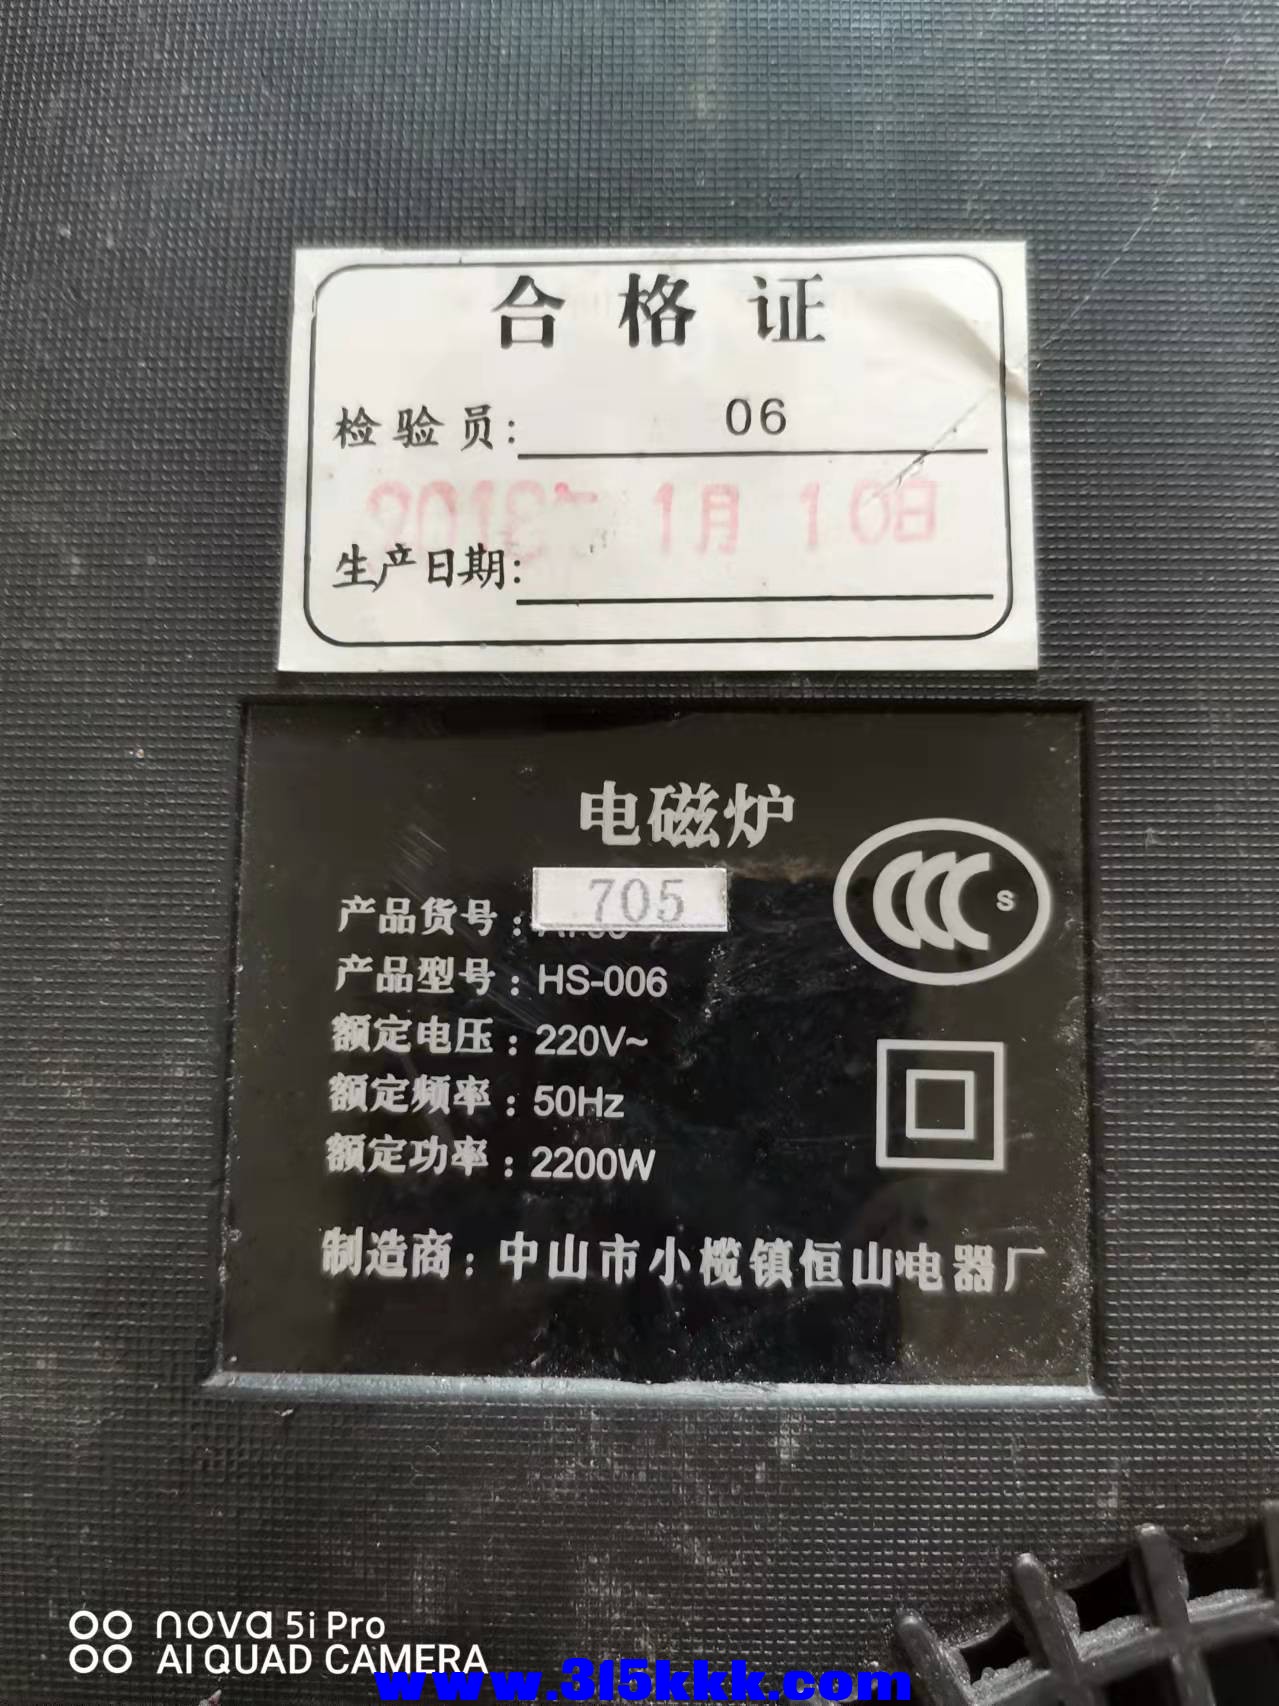 合格证
检验员: 06
1月10日
生产日期:
电磁炉
产品货号: 705
产品型号: HS-006
额定电压: 220V~
额定频率: 50Hz
额定功率: 2200W
CCC S
制造商: 中山市小榄镇恒山电器厂
nova 5i Pro
AI QUAD CAMERA
www.315kkk.com